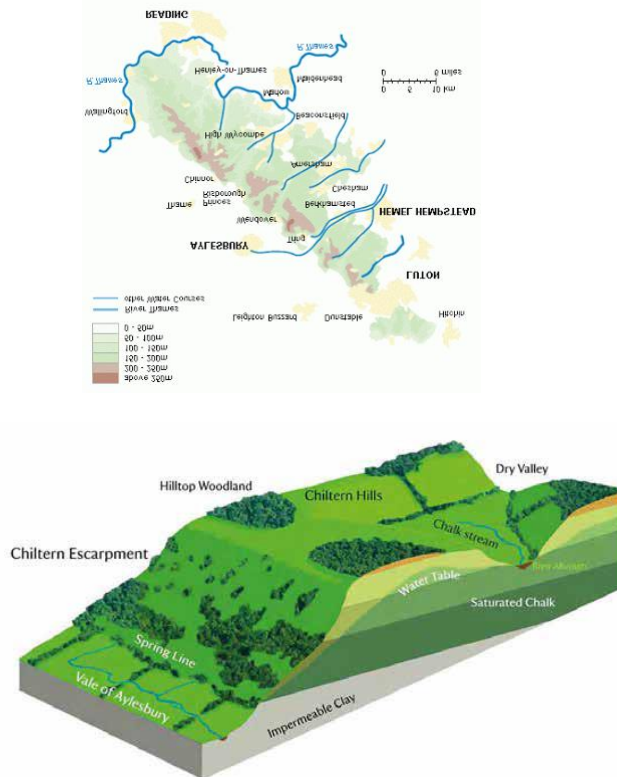 READING
R.Thames
Henley-on-Thames
R.Thames
Maidenhead
Marlow
Wallingford
Beaconsfield
High Wycombe
Amersham
Chinnor
Chesham
Princes
Risborough
Thame
Berkhamsted
Wendover
HEMEL HEMPSTEAD
AYLESBURY
Tring
LUTON
Leighton Buzzard
Dunstable
Hitchin
0 6 miles
0 10 km
above 250m
200 - 250m
150 - 200m
100 - 150m
50 - 100m
0 - 50m
River Thames
other Water Courses
Hilltop Woodland
Dry Valley
Chiltern Hills
Chiltern Escarpment
Chalk stream
River Alluvium
Water Table
Saturated Chalk
Spring Line
Vale of Aylesbury
Impermeable Clay